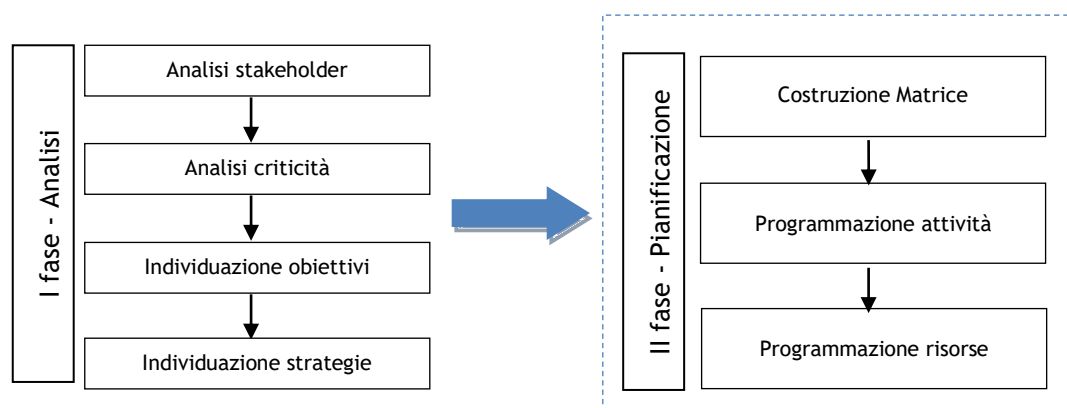 I fase - Analisi
Analisi stakeholder
Analisi criticità
Individuazione obiettivi
Individuazione strategie
II fase - Pianificazione
Costruzione Matrice
Programmazione attività
Programmazione risorse